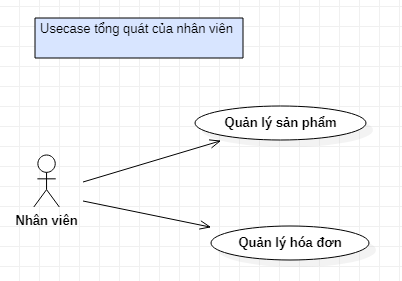 Usecase tổng quát của nhân viên
Quản lý sản phẩm
Nhân viên
Quản lý hóa đơn